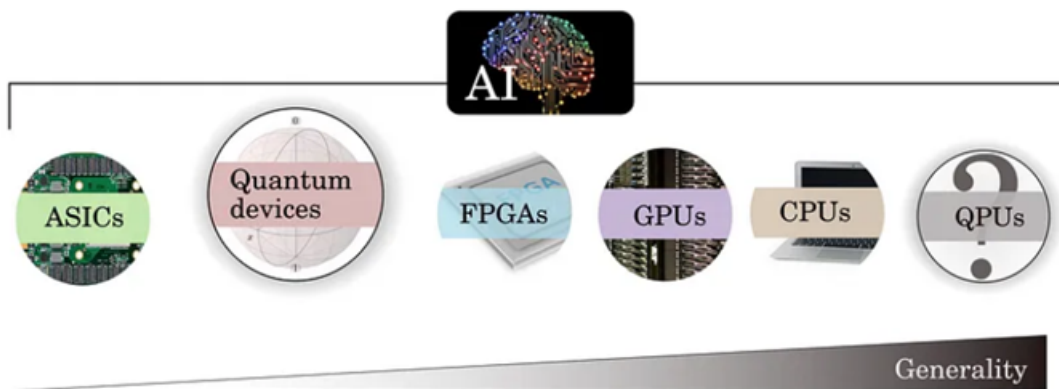 AI
ASICs
Quantum
devices
FPGAs
GPUs
CPUs
QPUs
Generality